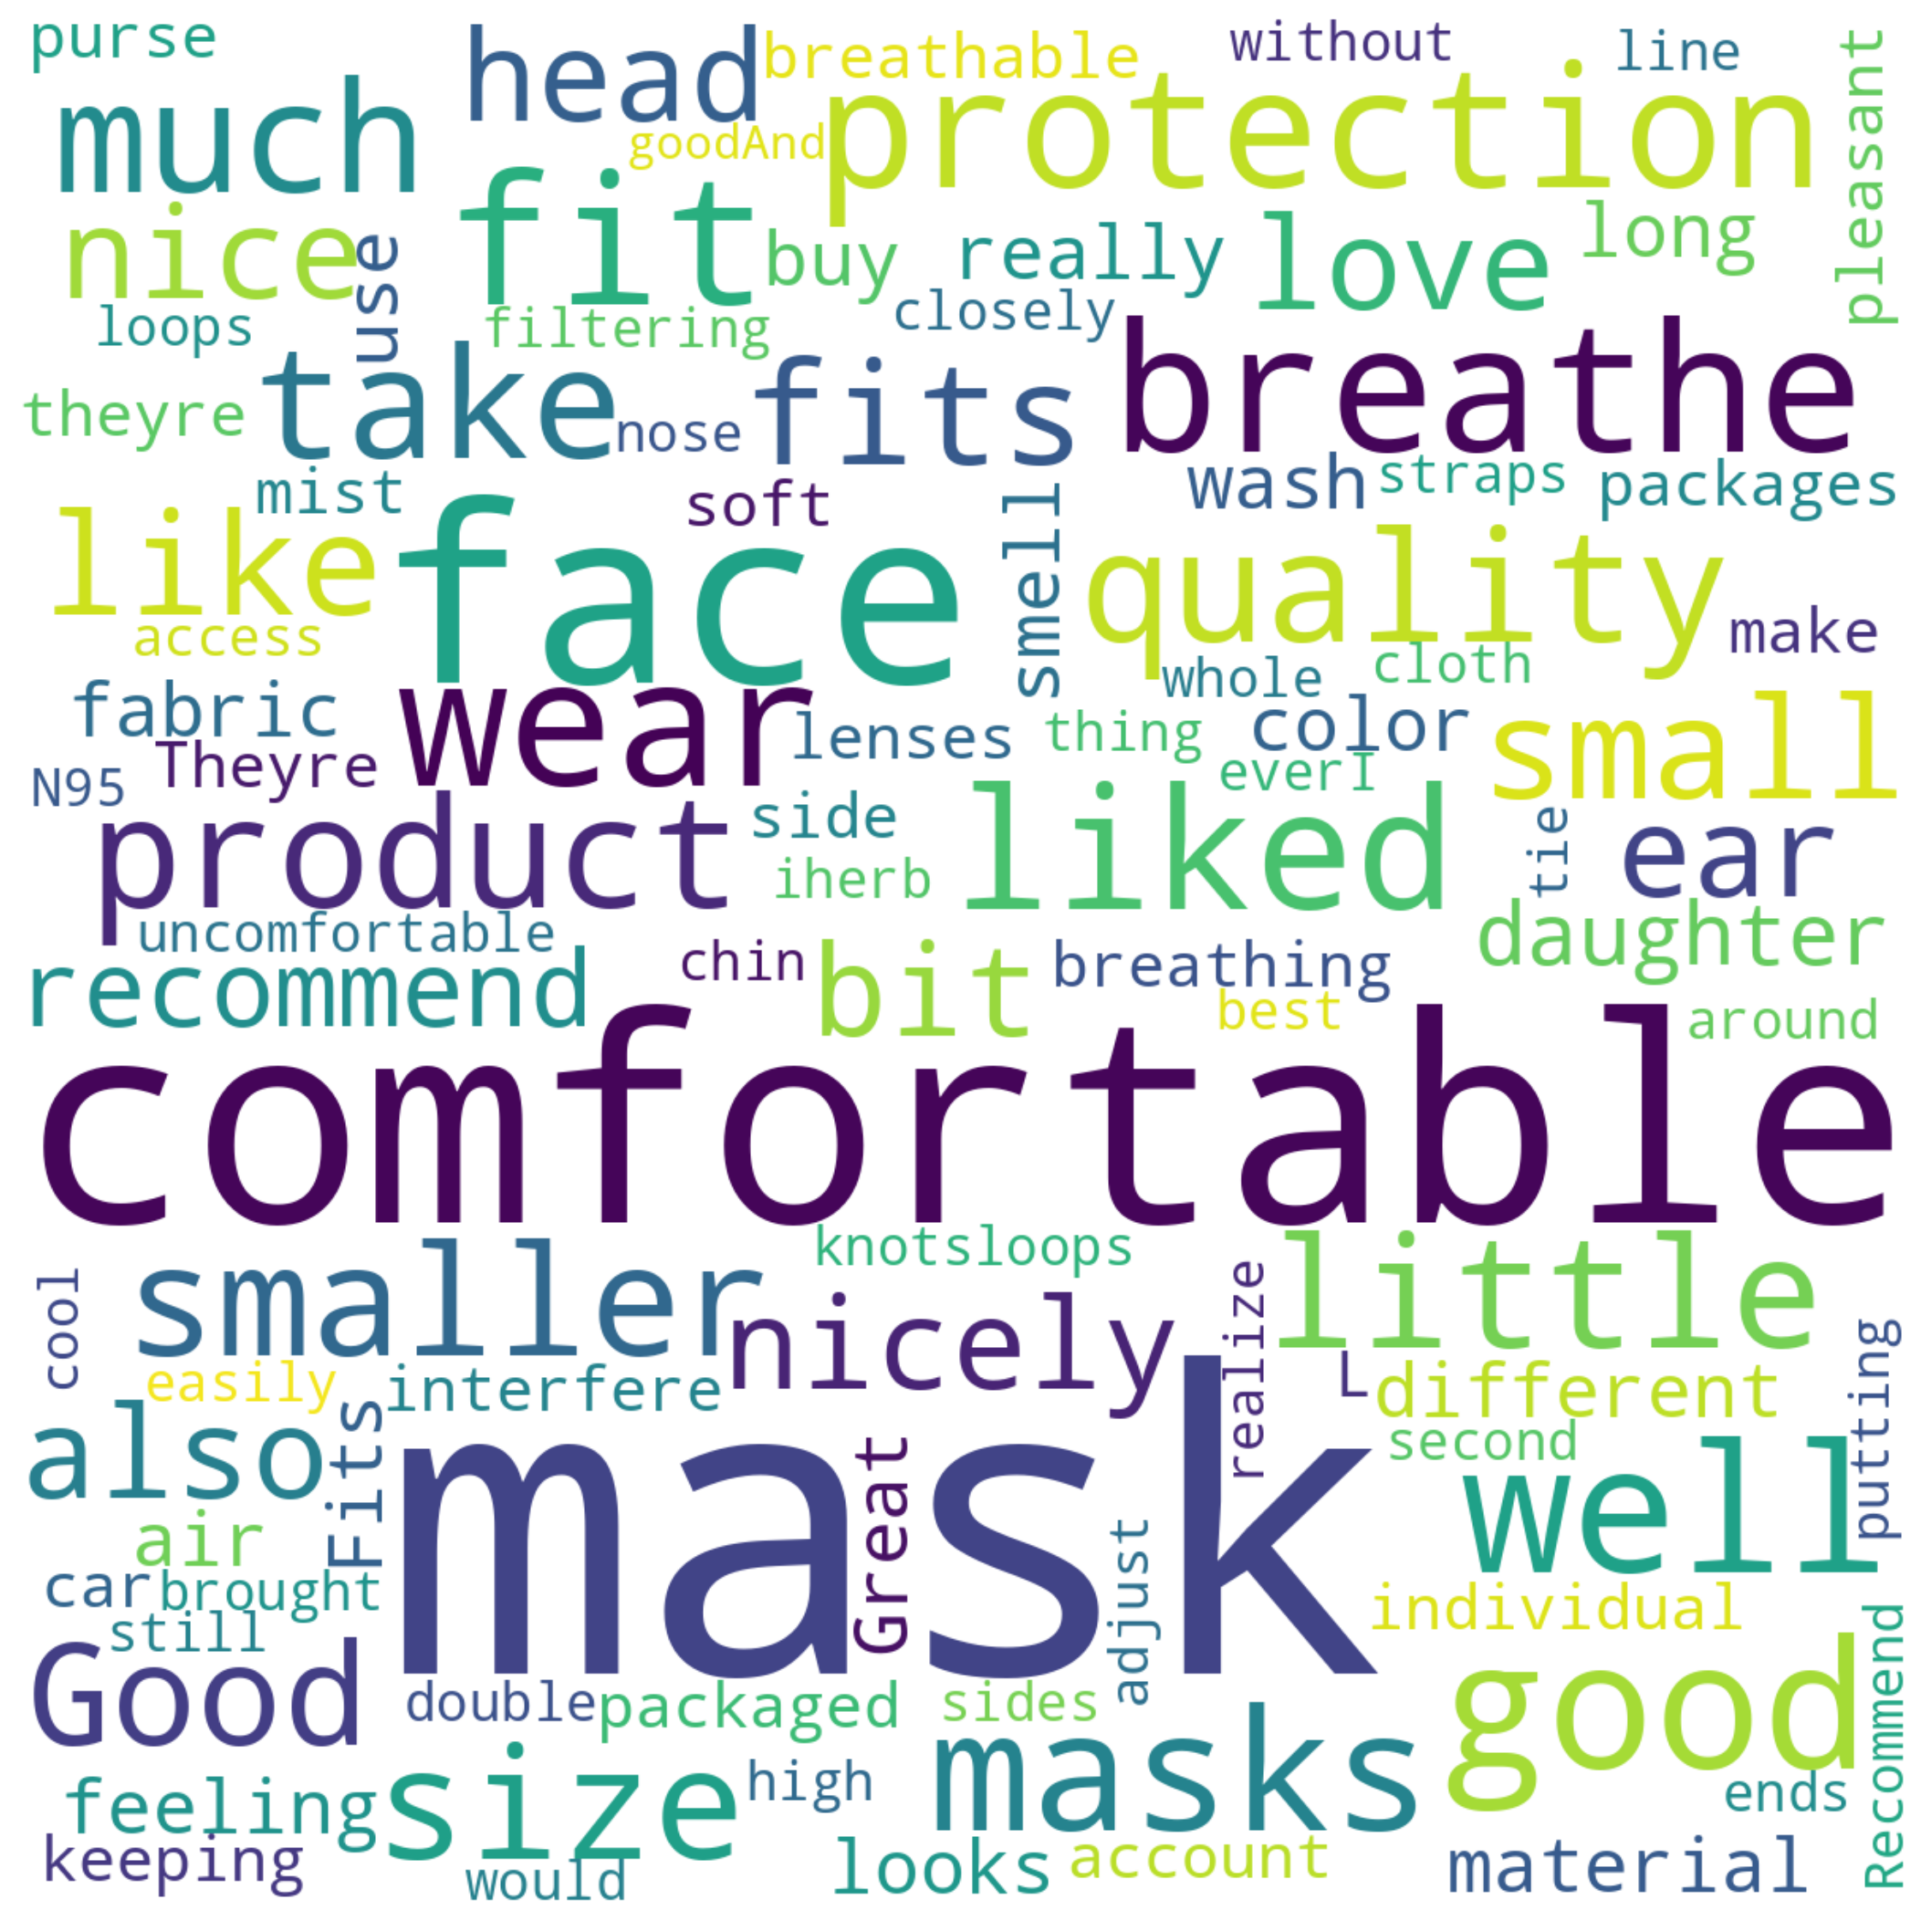 purse
head
breathable
without
line
pleasant
much
goodAnd
protection
nice
use
fit
buy
really
love
long
loops
filtering
closely
theyre
take
nose
fits
breathe
mist
soft
smell
wash
straps
packages
like
face
quality
access
make
fabric
wear
whole
cloth
Theyre
lenses
thing
color
small
N95
everI
product
side
liked
tie
ear
iherb
uncomfortable
daughter
recommend
chin
bit
breathing
best
around
comfortable
knotsloops
cool
smaller
nicely
realize
little
easily
interfere
L
different
putting
also
Fits
mask
Great
second
well
air
adjust
car
brought
individual
still
Good
double
packaged
sides
good
Recommend
feeling
size
high
masks
ends
keeping
would
looks
account
material